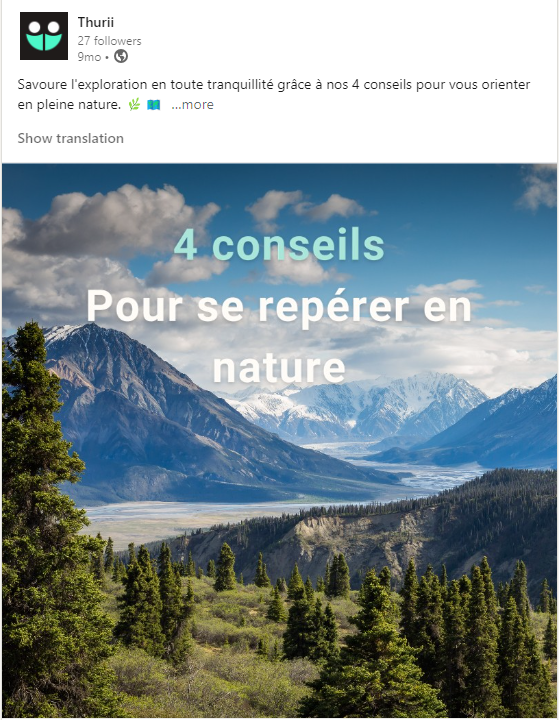 Thurii
27 followers
9mo •
Savoure l'exploration en toute tranquillité grâce à nos 4 conseils pour vous orienter
en pleine nature. 🌿 🗺️ ...more
Show translation
4 conseils
Pour se repérer en
nature